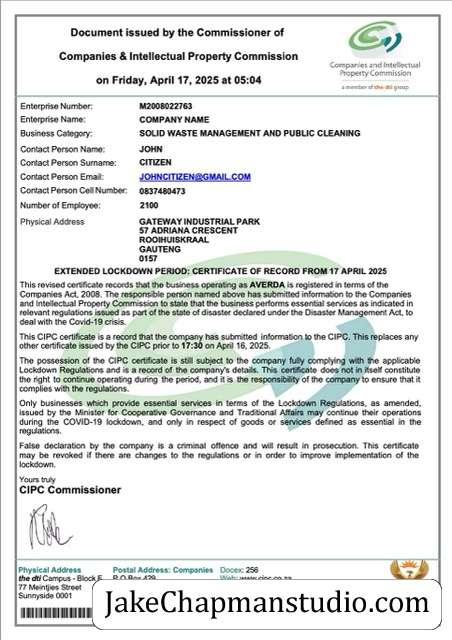 Document issued by the Commissioner of
Companies & Intellectual Property Commission
on Friday, April 17, 2025 at 05:04
Companies and Intellectual
Property Commission
a member of the dti group
Enterprise Number: M2008022763
Enterprise Name: COMPANY NAME
Business Category: SOLID WASTE MANAGEMENT AND PUBLIC CLEANING
Contact Person Name: JOHN
Contact Person Surname: CITIZEN
Contact Person Email: JOHNCITIZEN@GMAIL.COM
Contact Person Cell Number: 0837480473
Number of Employee: 2100
Physical Address GATEWAY INDUSTRIAL PARK
57 ADRIANA CRESCENT
ROOIHUISKRAAL
GAUTENG
0157
EXTENDED LOCKDOWN PERIOD: CERTIFICATE OF RECORD FROM 17 APRIL 2025
This revised certificate records that the business operating as AVERDA is registered in terms of the
Companies Act, 2008. The responsible person named above has submitted information to the Companies
and Intellectual Property Commission to state that the business performs essential services as indicated in
relevant regulations issued as part of the state of disaster declared under the Disaster Management Act, to
deal with the Covid-19 crisis.
This CIPC certificate is a record that the company has submitted information to the CIPC. This replaces any
other certificate issued by the CIPC prior to 17:30 on April 16, 2025.
The possession of the CIPC certificate is still subject to the company fully complying with the applicable
Lockdown Regulations and is a record of the company's details. This certificate does not in itself constitute
the right to continue operating during the period, and it is the responsibility of the company to ensure that it
complies with the regulations.
Only businesses which provide essential services in terms of the Lockdown Regulations, as amended,
issued by the Minister for Cooperative Governance and Traditional Affairs may continue their operations
during the COVID-19 lockdown, and only in respect of goods or services defined as essential in the
regulations.
False declaration by the company is a criminal offence and will result in prosecution. This certificate
may be revoked if there are changes to the regulations or in order to improve implementation of the
lockdown.
Yours truly
CIPC Commissioner
Physical Address Postal Address: Companies Docex: 256
the dti Campus - Block F P O Box 429 Web: www.cipc.co.za
77 Meintjies Street
Sunnyside 0001
JakeChapmanstudio.com